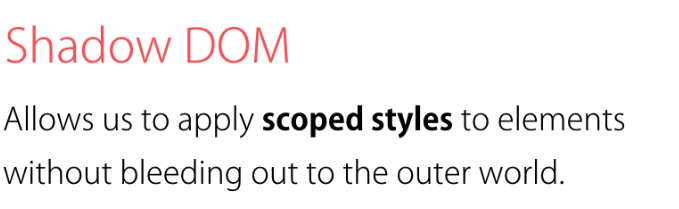 Shadow DOM
Allows us to apply scoped styles to elements
without bleeding out to the outer world.